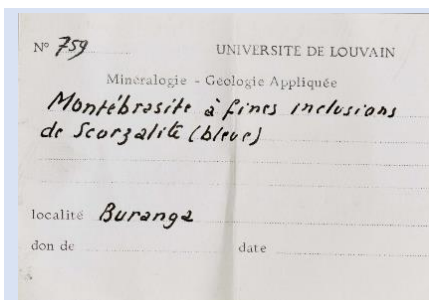 N° 759 UNIVERSITE DE LOUVAIN
Minéralogie - Géologie Appliquée
Montébrasite à fines inclusions
de Scorzalite (bleue)
localité Buranga
don de date